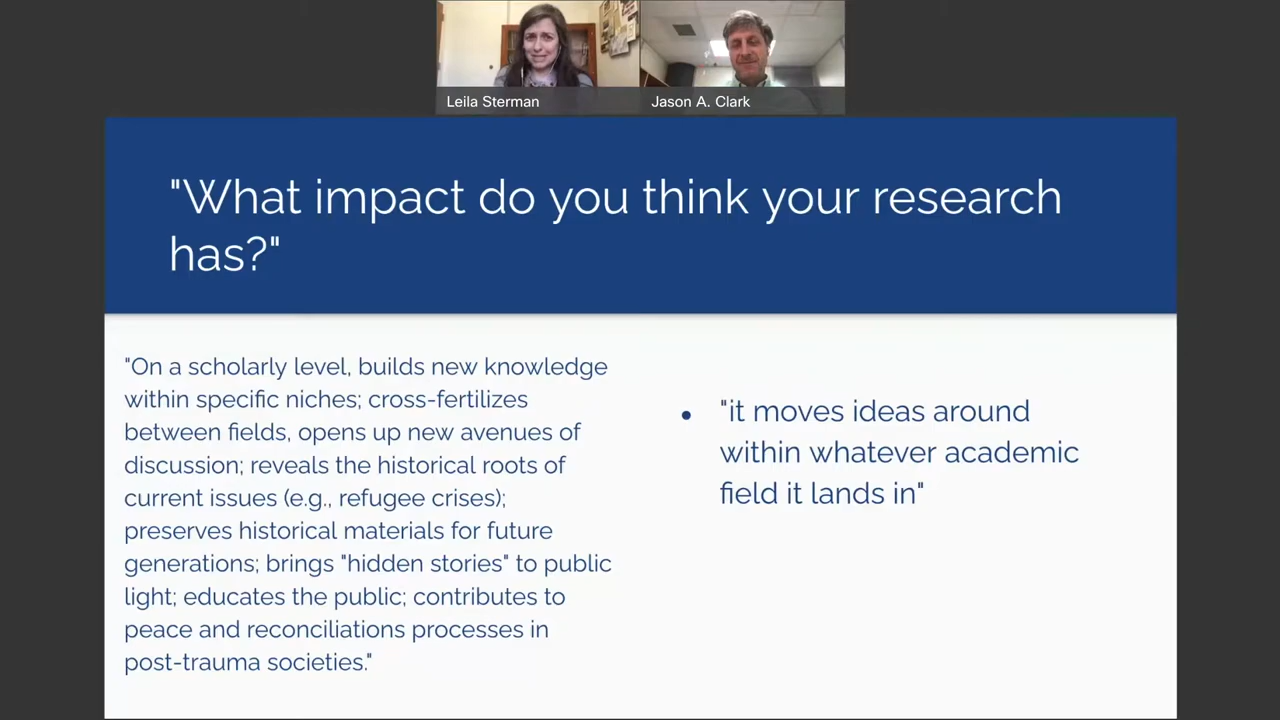 Leila Sterman
Jason A. Clark
"What impact do you think your research
has?"
"On a scholarly level, builds new knowledge
within specific niches; cross-fertilizes
between fields, opens up new avenues of
discussion; reveals the historical roots of
current issues (e.g., refugee crises);
preserves historical materials for future
generations; brings "hidden stories" to public
light; educates the public; contributes to
peace and reconciliations processes in
post-trauma societies."
• "it moves ideas around
within whatever academic
field it lands in"